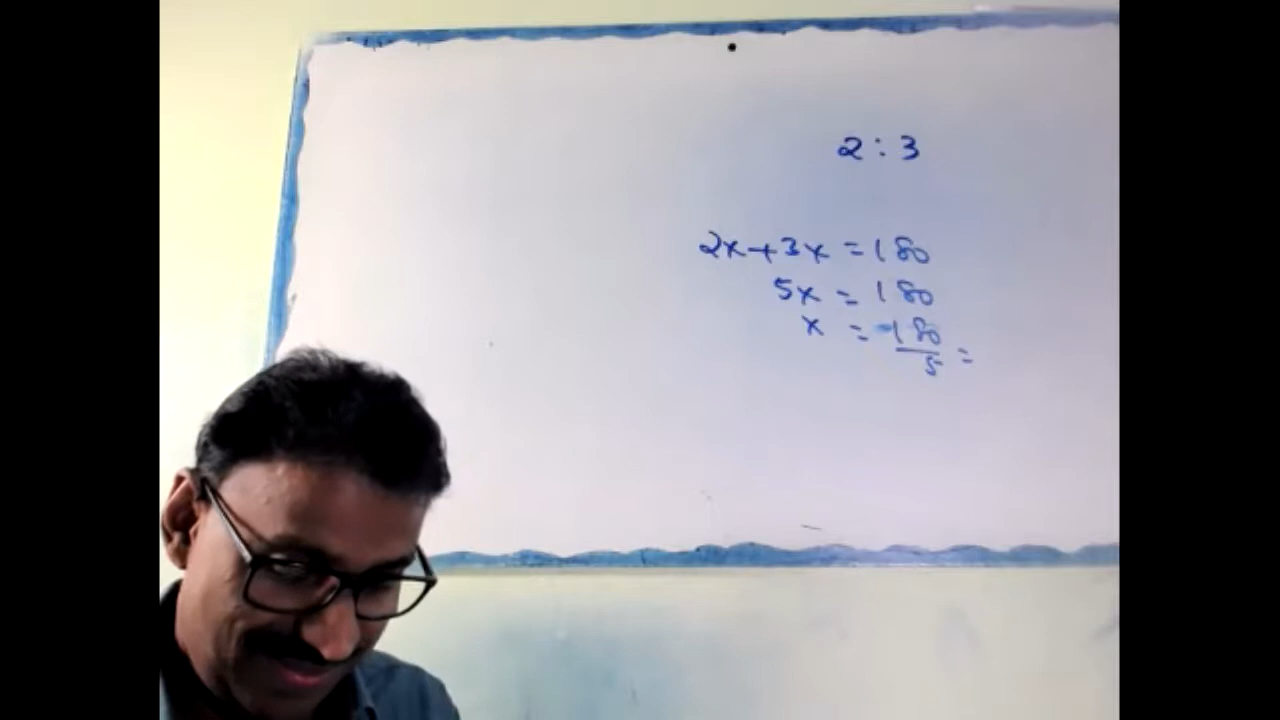 2 : 3
2x+3x = 180
5x = 180
x = 180/5 =